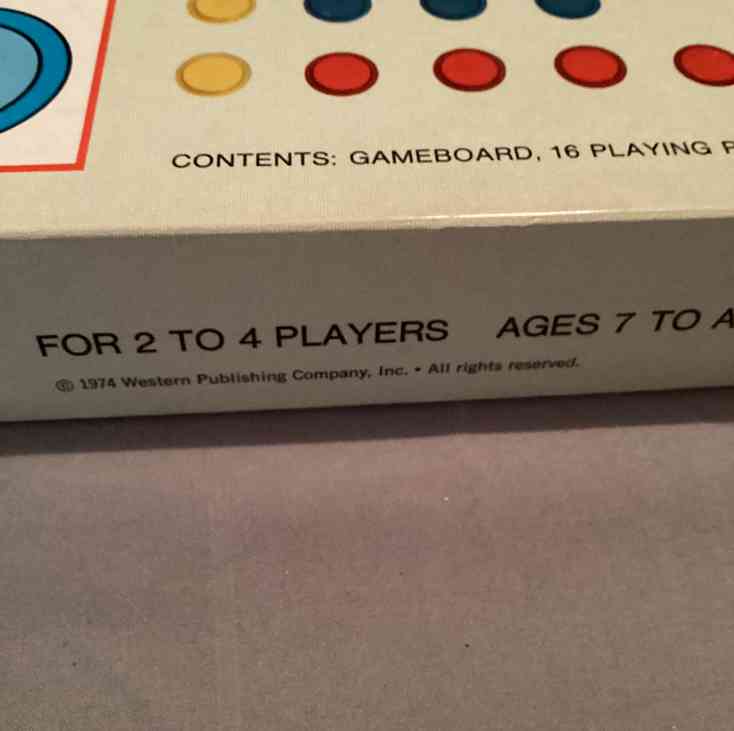 CONTENTS: GAMEBOARD, 16 PLAYING
FOR 2 TO 4 PLAYERS AGES 7 TO
© 1974 Western Publishing Company, Inc. • All rights reserved.